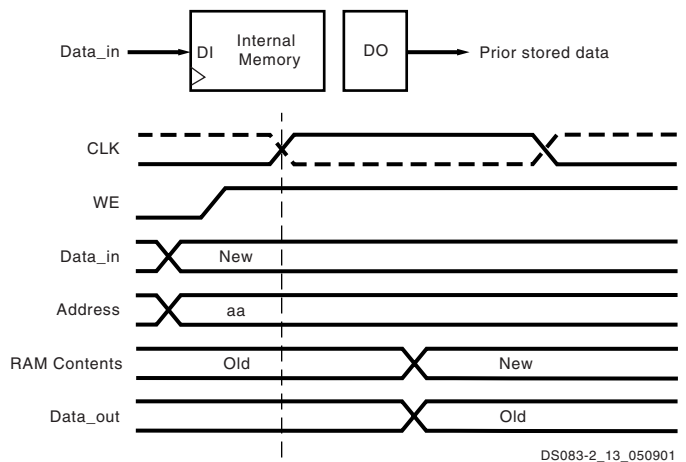 Data_in
DI
Internal
Memory
DO
Prior stored data
CLK
WE
Data_in
New
Address
aa
RAM Contents
Old
New
Data_out
Old
DS083-2_13_050901